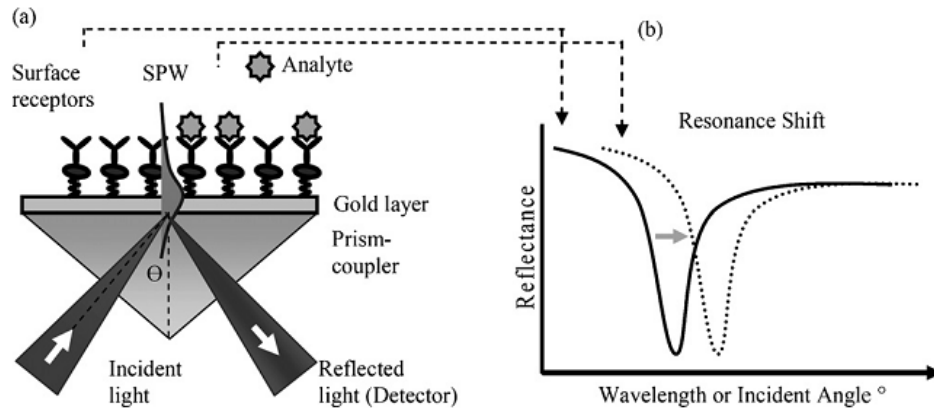 (a)
(b)
Surface
receptors
SPW
Analyte
Gold layer
Prism-
coupler
Θ
Incident
light
Reflected
light (Detector)
Resonance Shift
Reflectance
Wavelength or Incident Angle °